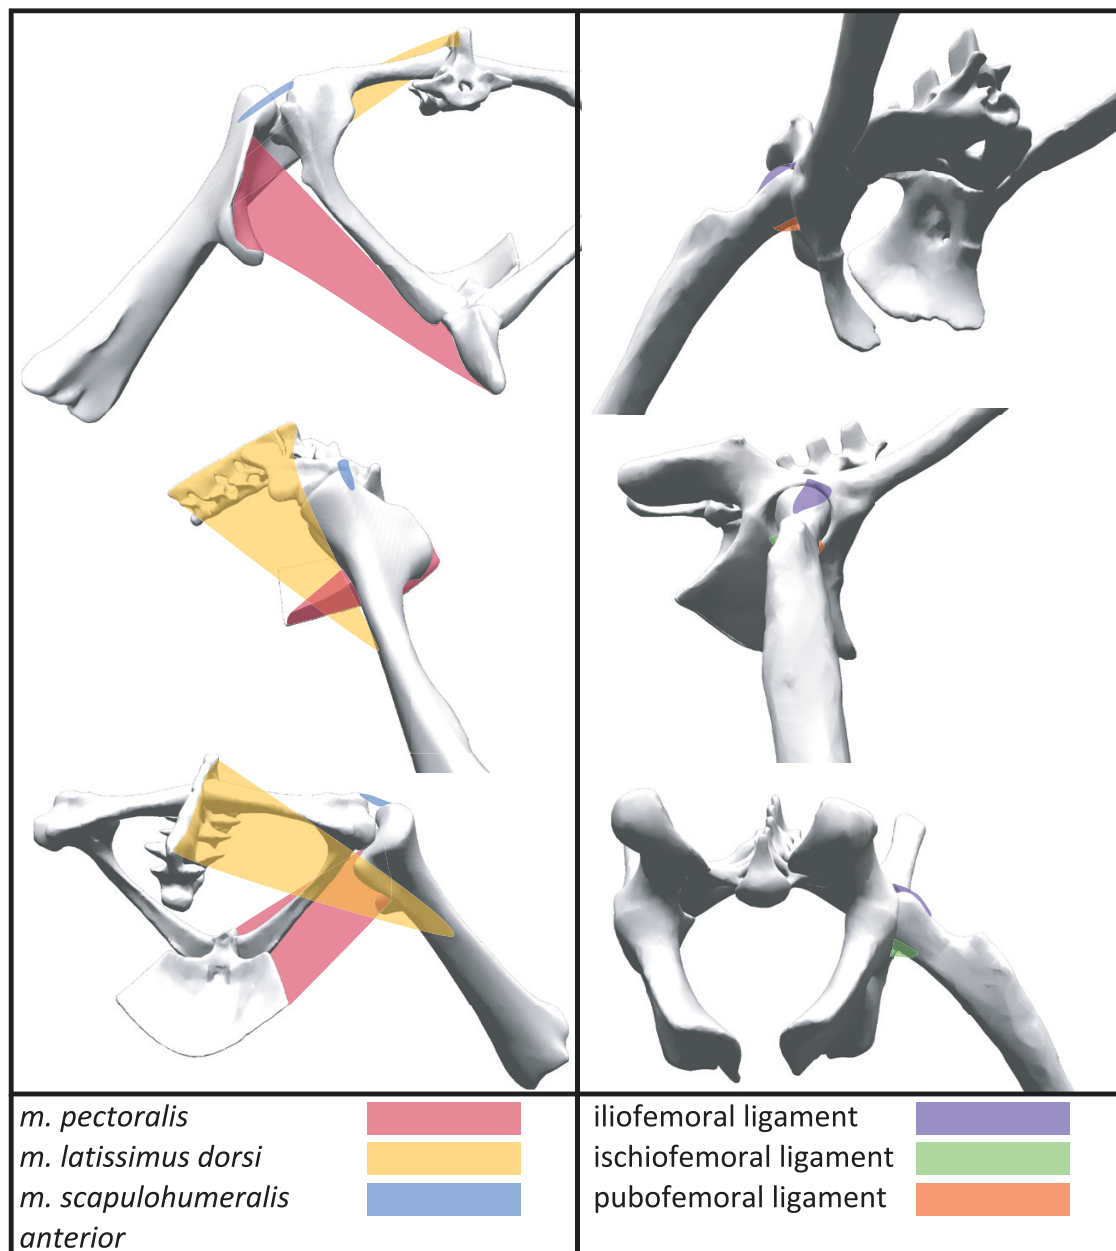 m. pectoralis
m. latissimus dorsi
m. scapulohumeralis
anterior
iliofemoral ligament
ischiofemoral ligament
pubofemoral ligament